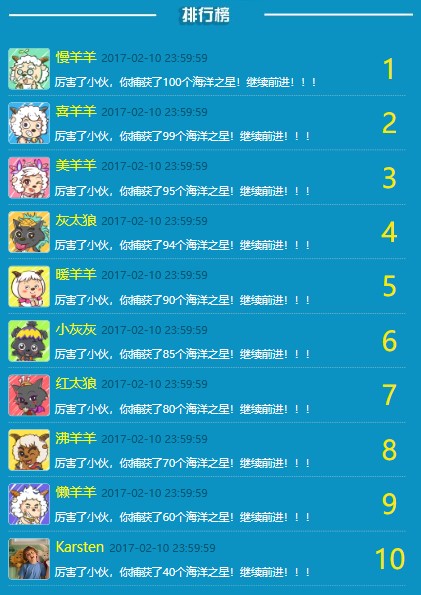 排行榜
慢羊羊 2017-02-10 23:59:59
厉害了小伙，你捕获了100个海洋之星！继续前进！！！
1
喜羊羊 2017-02-10 23:59:59
厉害了小伙，你捕获了99个海洋之星！继续前进！！！
2
美羊羊 2017-02-10 23:59:59
厉害了小伙，你捕获了95个海洋之星！继续前进！！！
3
灰太狼 2017-02-10 23:59:59
厉害了小伙，你捕获了94个海洋之星！继续前进！！！
4
暖羊羊 2017-02-10 23:59:59
厉害了小伙，你捕获了90个海洋之星！继续前进！！！
5
小灰灰 2017-02-10 23:59:59
厉害了小伙，你捕获了85个海洋之星！继续前进！！！
6
红太狼 2017-02-10 23:59:59
厉害了小伙，你捕获了80个海洋之星！继续前进！！！
7
沸羊羊 2017-02-10 23:59:59
厉害了小伙，你捕获了70个海洋之星！继续前进！！！
8
懒羊羊 2017-02-10 23:59:59
厉害了小伙，你捕获了60个海洋之星！继续前进！！！
9
Karsten 2017-02-10 23:59:59
厉害了小伙，你捕获了40个海洋之星！继续前进！！！
10